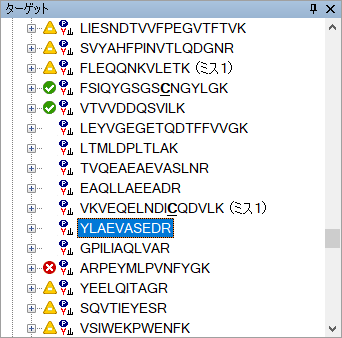 ターゲット
LIESNDTVVFPEGVTFTVK
SVYAHFPINVTLQDGNR
FLEQQNKVLETK (ミス1)
FSIQYGSGSCNGYLGK
VTVVDDQSVILK
LEYVGEGETQDTFFVVGK
LTMLDPLTLAK
TVQEAEAEVASLNR
EAQLLAEEADR
VKVEQELNDICQDVLK (ミス1)
YLAEVASEDR
GPILIAQLVAR
ARPEYMLPVNFYGK
YEELQITAGR
SQVTIEYESR
VSIWEKPWENFK